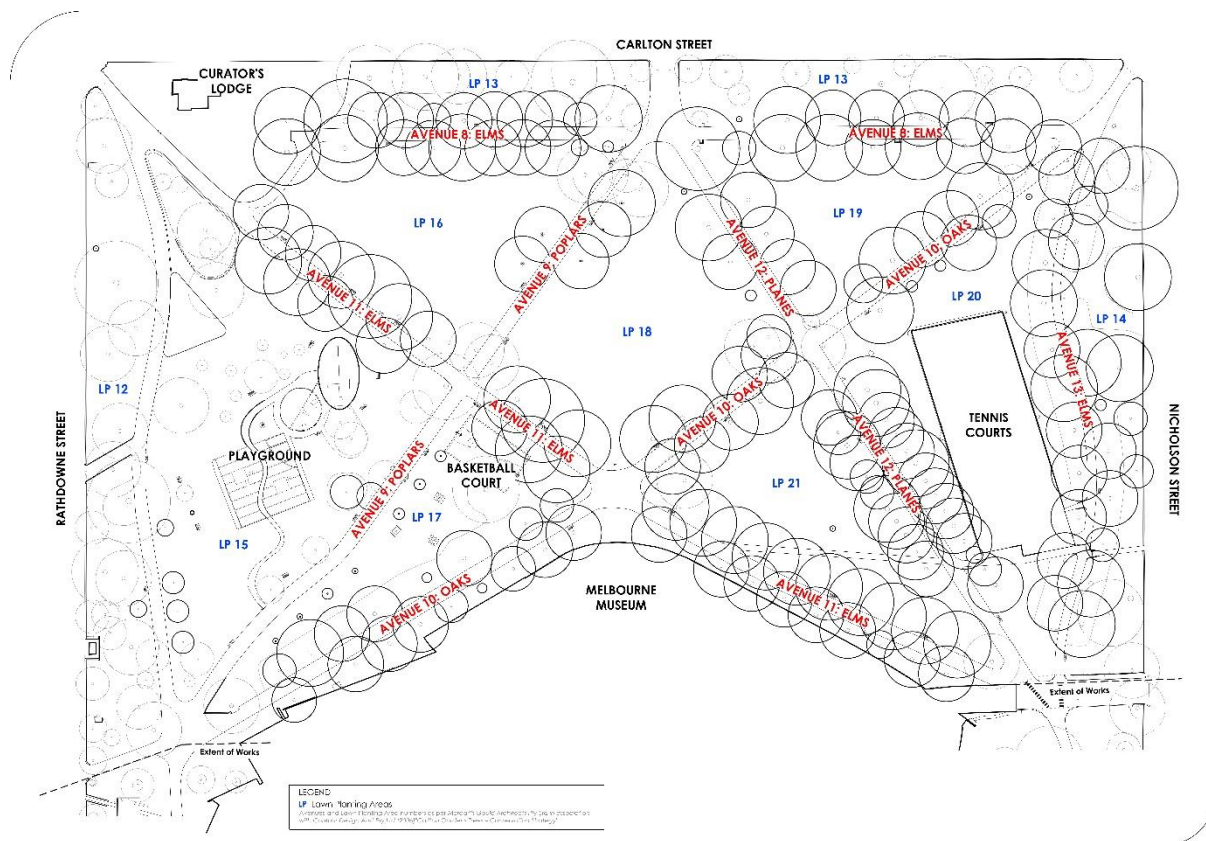 CARLTON STREET
CURATOR'S
LODGE
LP 13
LP 13
AVENUE 8: ELMS
AVENUE 8: ELMS
LP 16
LP 19
AVENUE 9: POPLARS
AVENUE 12: PLANES
AVENUE 10: OAKS
AVENUE 11: ELMS
LP 20
LP 14
LP 18
LP 12
AVENUE 13: ELMS
RATHDOWNE STREET
NICHOLSON STREET
AVENUE 10: OAKS
TENNIS
COURTS
AVENUE 11: ELMS
PLAYGROUND
BASKETBALL
COURT
AVENUE 9: POPLARS
AVENUE 12: PLANES
LP 21
LP 17
LP 15
MELBOURNE
MUSEUM
AVENUE 10: OAKS
AVENUE 11: ELMS
Extent of Works
Extent of Works
LEGEND
LP Lawn Planting Areas